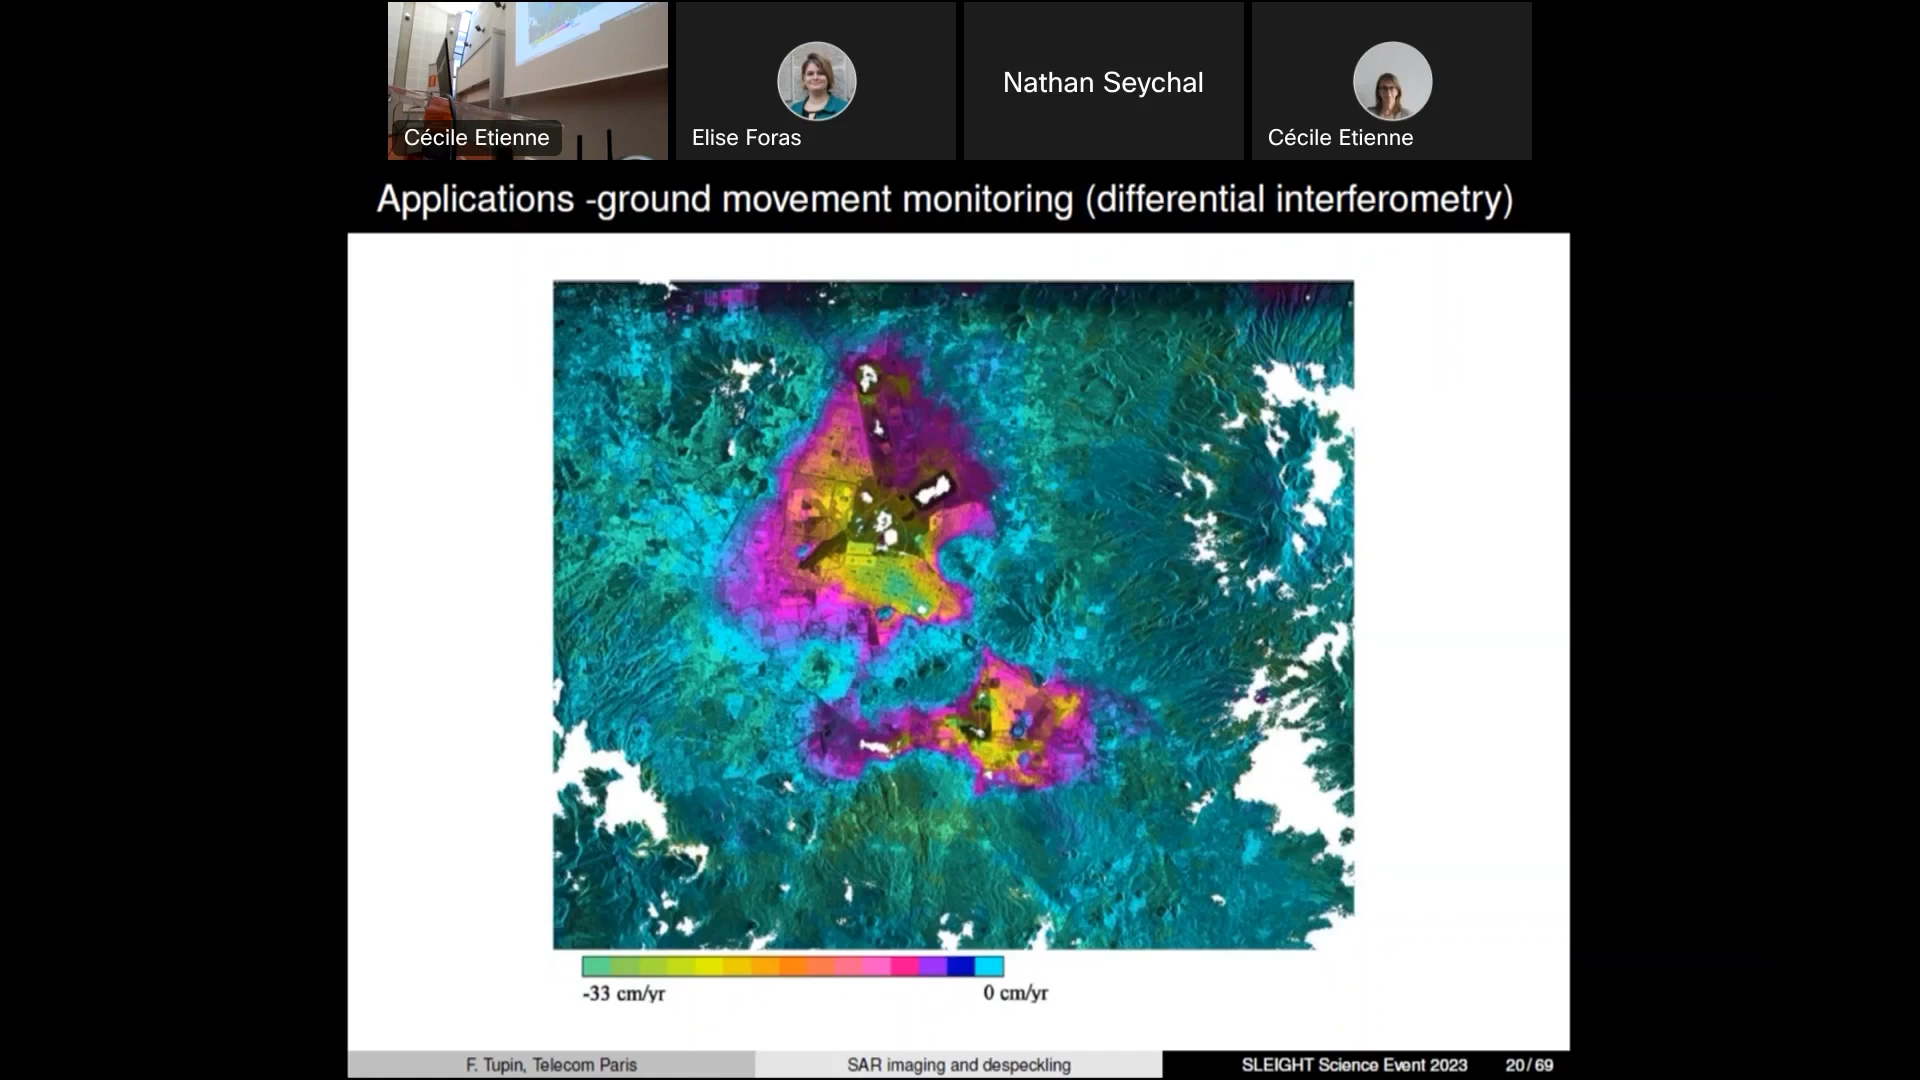 Cécile Etienne
Elise Foras
Nathan Seychal
Cécile Etienne
Applications -ground movement monitoring (differential interferometry)
-33 cm/yr
0 cm/yr
F. Tupin, Telecom Paris
SAR imaging and despeckling
SLEIGHT Science Event 2023
20/69